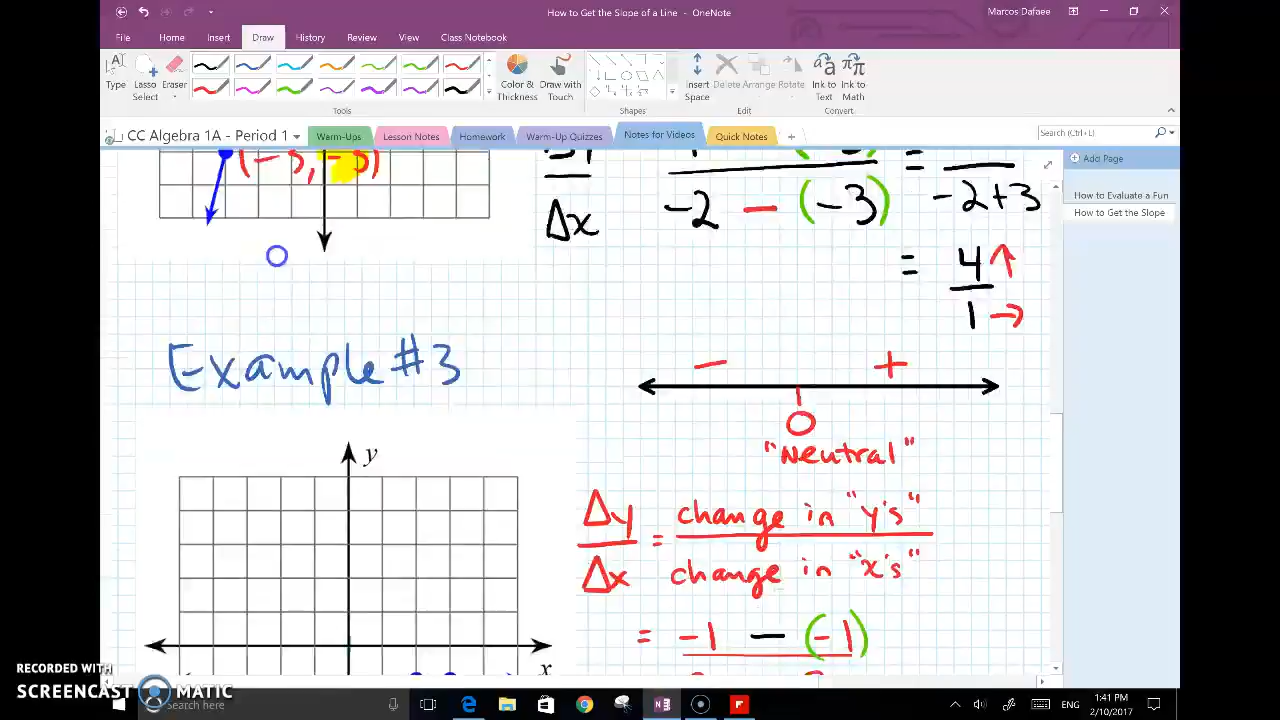 How to Get the Slope of a Line - OneNote
Marcos Dafaee
File Home Insert Draw History Review View Class Notebook
Type
Lasso Select
Eraser
Color & Thickness
Draw with Touch
Insert Space
Delete
Arrange
Rotate
Ink to Text
Ink to Math
Tools
Shapes
Edit
Convert
CC Algebra 1A - Period 1
Warm-Ups
Lesson Notes
Homework
Warm-Up Quizzes
Notes for Videos
Quick Notes
+
Search (Ctrl+E)
Add Page
How to Evaluate a Fun
How to Get the Slope
Δx
-2 - (-3)
=
-2+3
= 4
1
Example #3
- +
0
"Neutral"
y
Δy = change in "y's"
Δx change in "x's"
= -1 - (-1)
x
RECORDED WITH
SCREENCAST MATIC
Search here
ENG
1:41 PM
2/10/2017